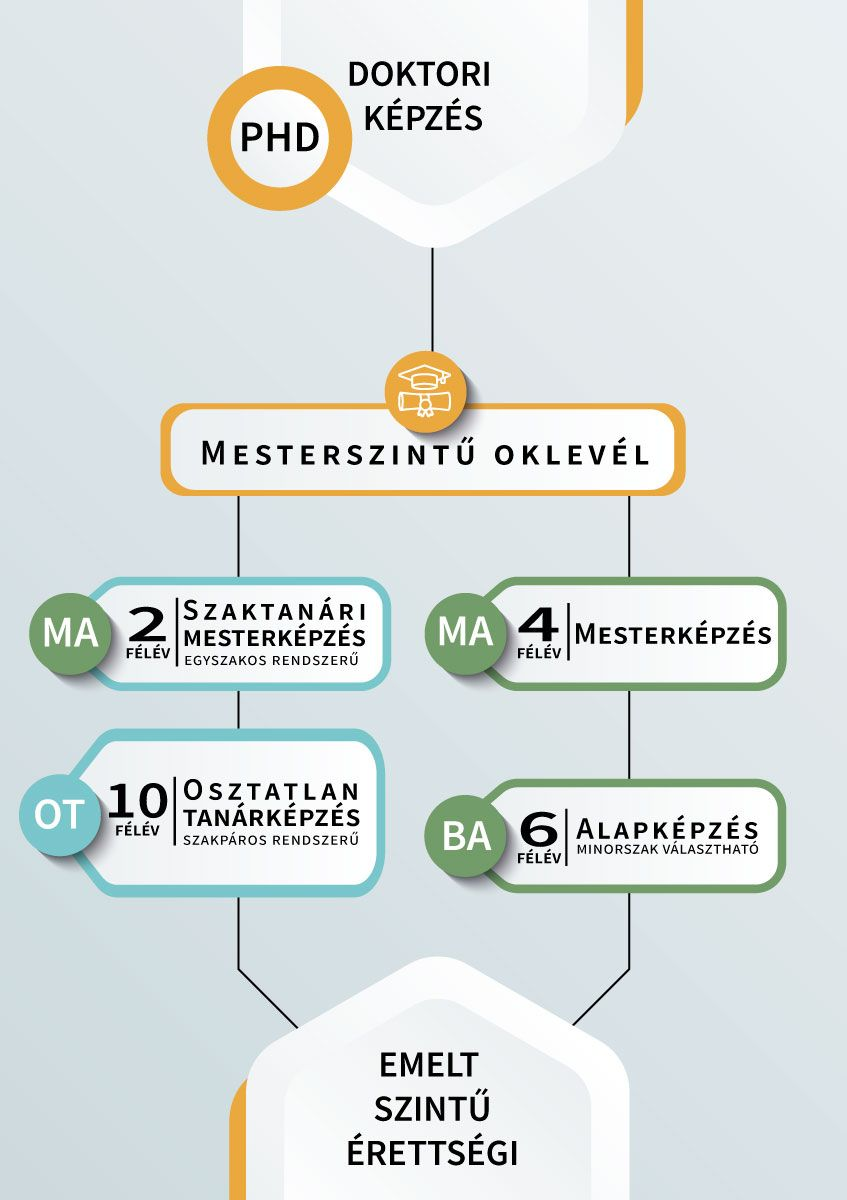 DOKTORI
KÉPZÉS
PHD
MESTERSZINTŰ OKLEVÉL
MA
2
FÉLÉV
SZAKTANÁRI
MESTERKÉPZÉS
EGYSZAKOS RENDSZERŰ
MA
4
FÉLÉV
MESTERKÉPZÉS
OT
10
FÉLÉV
OSZTATLAN
TANÁRKÉPZÉS
SZAKPÁROS RENDSZERŰ
BA
6
FÉLÉV
ALAPKÉPZÉS
MINORSZAK VÁLASZTHATÓ
EMELT
SZINTŰ
ÉRETTSÉGI